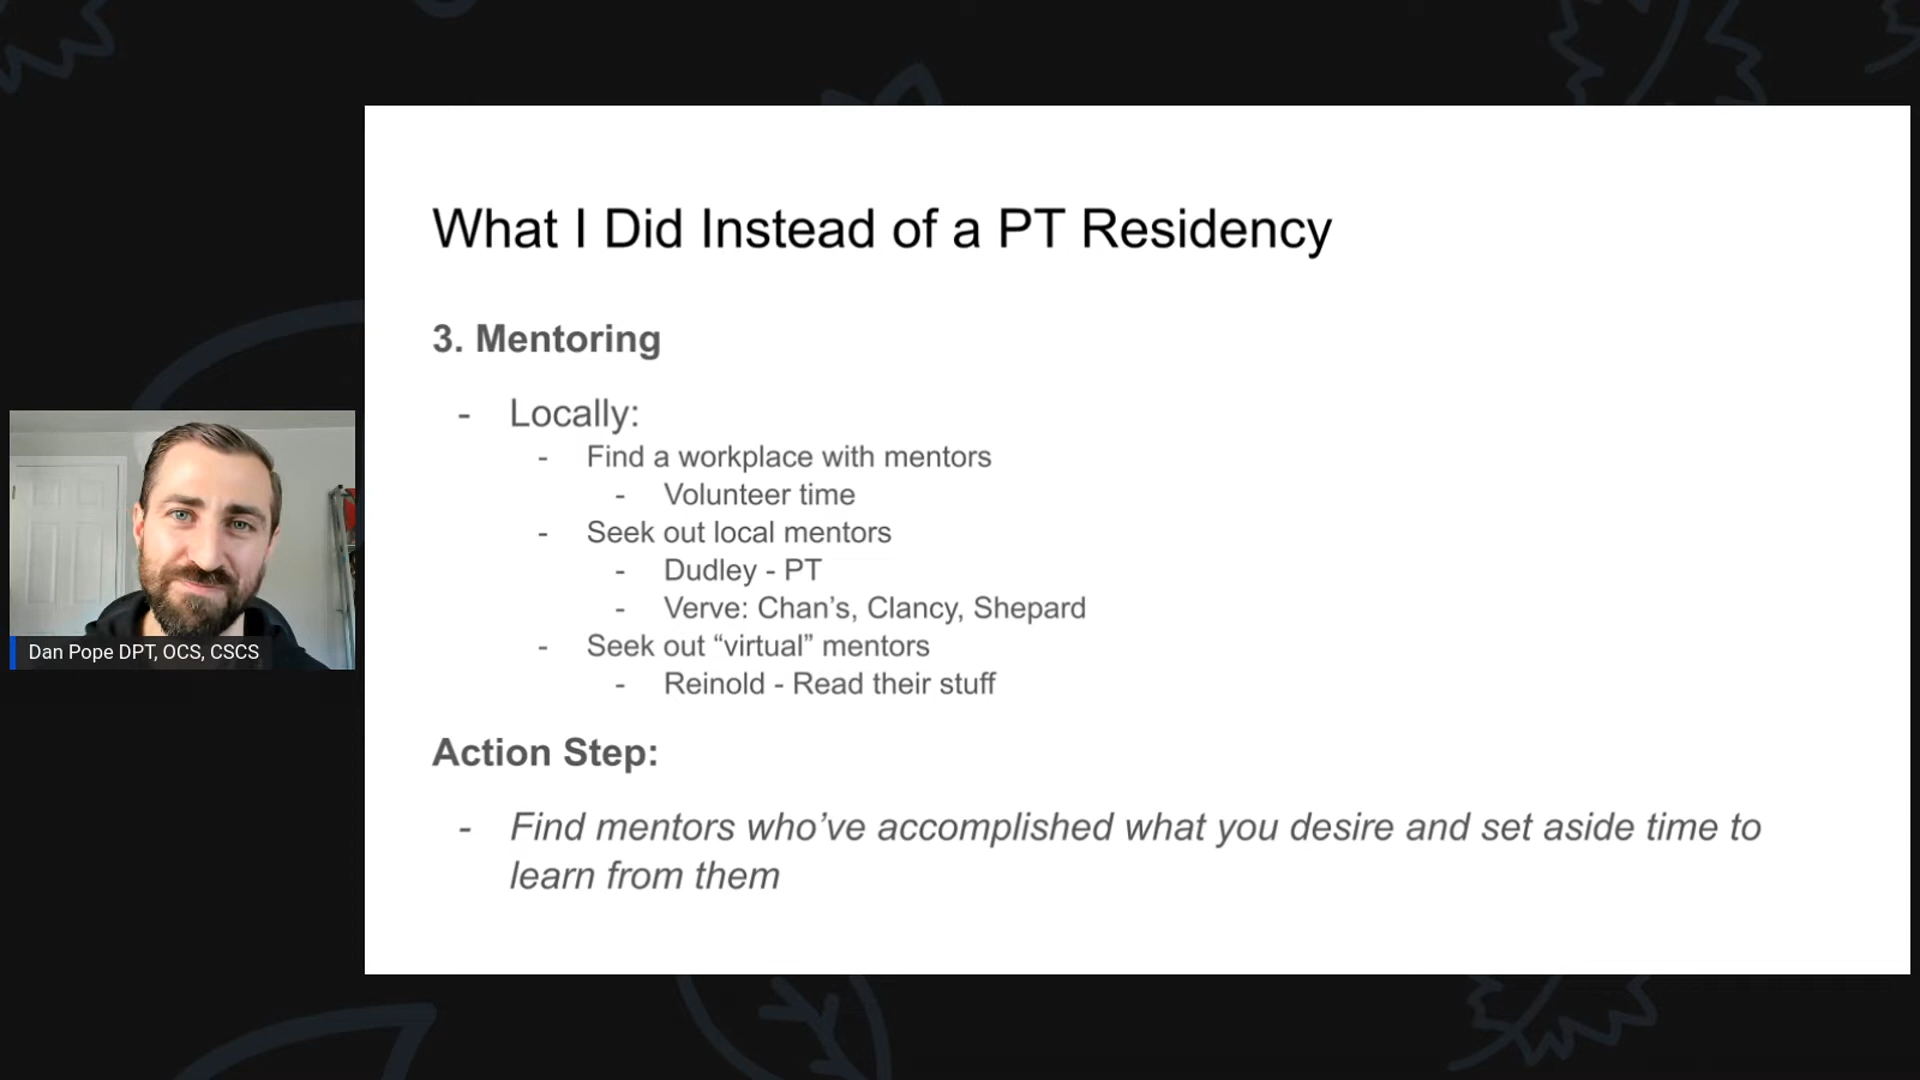 What I Did Instead of a PT Residency
3. Mentoring
- Locally:
- Find a workplace with mentors
- Volunteer time
- Seek out local mentors
- Dudley - PT
- Verve: Chan’s, Clancy, Shepard
- Seek out “virtual” mentors
- Reinold - Read their stuff
Action Step:
- Find mentors who’ve accomplished what you desire and set aside time to
learn from them
Dan Pope DPT, OCS, CSCS